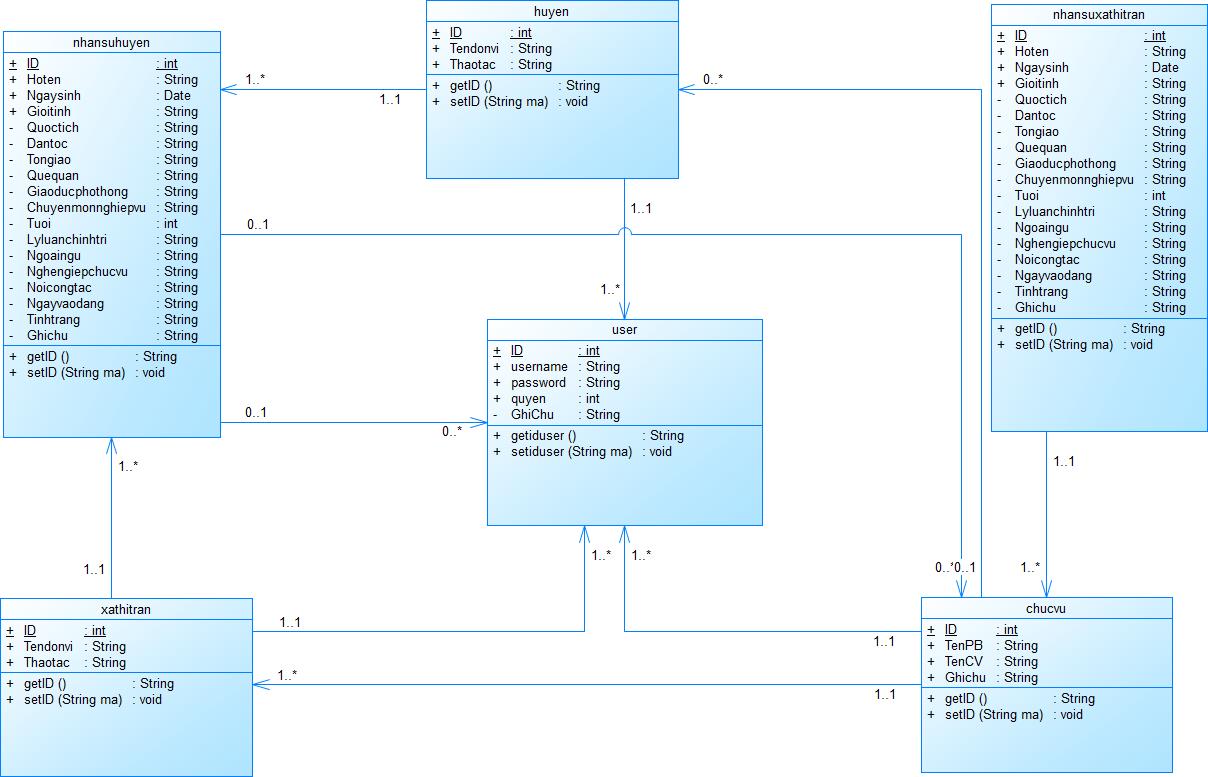 huyen
+ ID : int
+ Tendonvi : String
+ Thaotac : String
+ getID () : String
+ setID (String ma) : void
nhansuhuyen
+ ID : int
+ Hoten : String
+ Ngaysinh : Date
+ Gioitinh : String
- Quoctich : String
- Dantoc : String
- Tongiao : String
- Quequan : String
- Giaoducphothong : String
- Chuyenmonnghiepvu : String
- Tuoi : int
- Lyluanchinhtri : String
- Ngoaingu : String
- Nghengiepchucvu : String
- Noicongtac : String
- Ngayvaodang : String
- Tinhtrang : String
- Ghichu : String
+ getID () : String
+ setID (String ma) : void
nhansuxathitran
+ ID : int
+ Hoten : String
+ Ngaysinh : Date
+ Gioitinh : String
- Quoctich : String
- Dantoc : String
- Tongiao : String
- Quequan : String
- Giaoducphothong : String
- Chuyenmonnghiepvu : String
- Tuoi : int
- Lyluanchinhtri : String
- Ngoaingu : String
- Nghengiepchucvu : String
- Noicongtac : String
- Ngayvaodang : String
- Tinhtrang : String
- Ghichu : String
+ getID () : String
+ setID (String ma) : void
1..*
1..1
0..*
1..1
1..*
0..1
user
+ ID : int
+ username : String
+ password : String
+ quyen : int
- GhiChu : String
+ getiduser () : String
+ setiduser (String ma) : void
0..1
0..*
1..*
1..1
1..1
1..*
1..*
1..*
0..*
0..1
xathitran
+ ID : int
+ Tendonvi : String
+ Thaotac : String
+ getID () : String
+ setID (String ma) : void
1..1
1..1
1..*
1..1
chucvu
+ ID : int
+ TenPB : String
+ TenCV : String
+ Ghichu : String
+ getID () : String
+ setID (String ma) : void
1..1